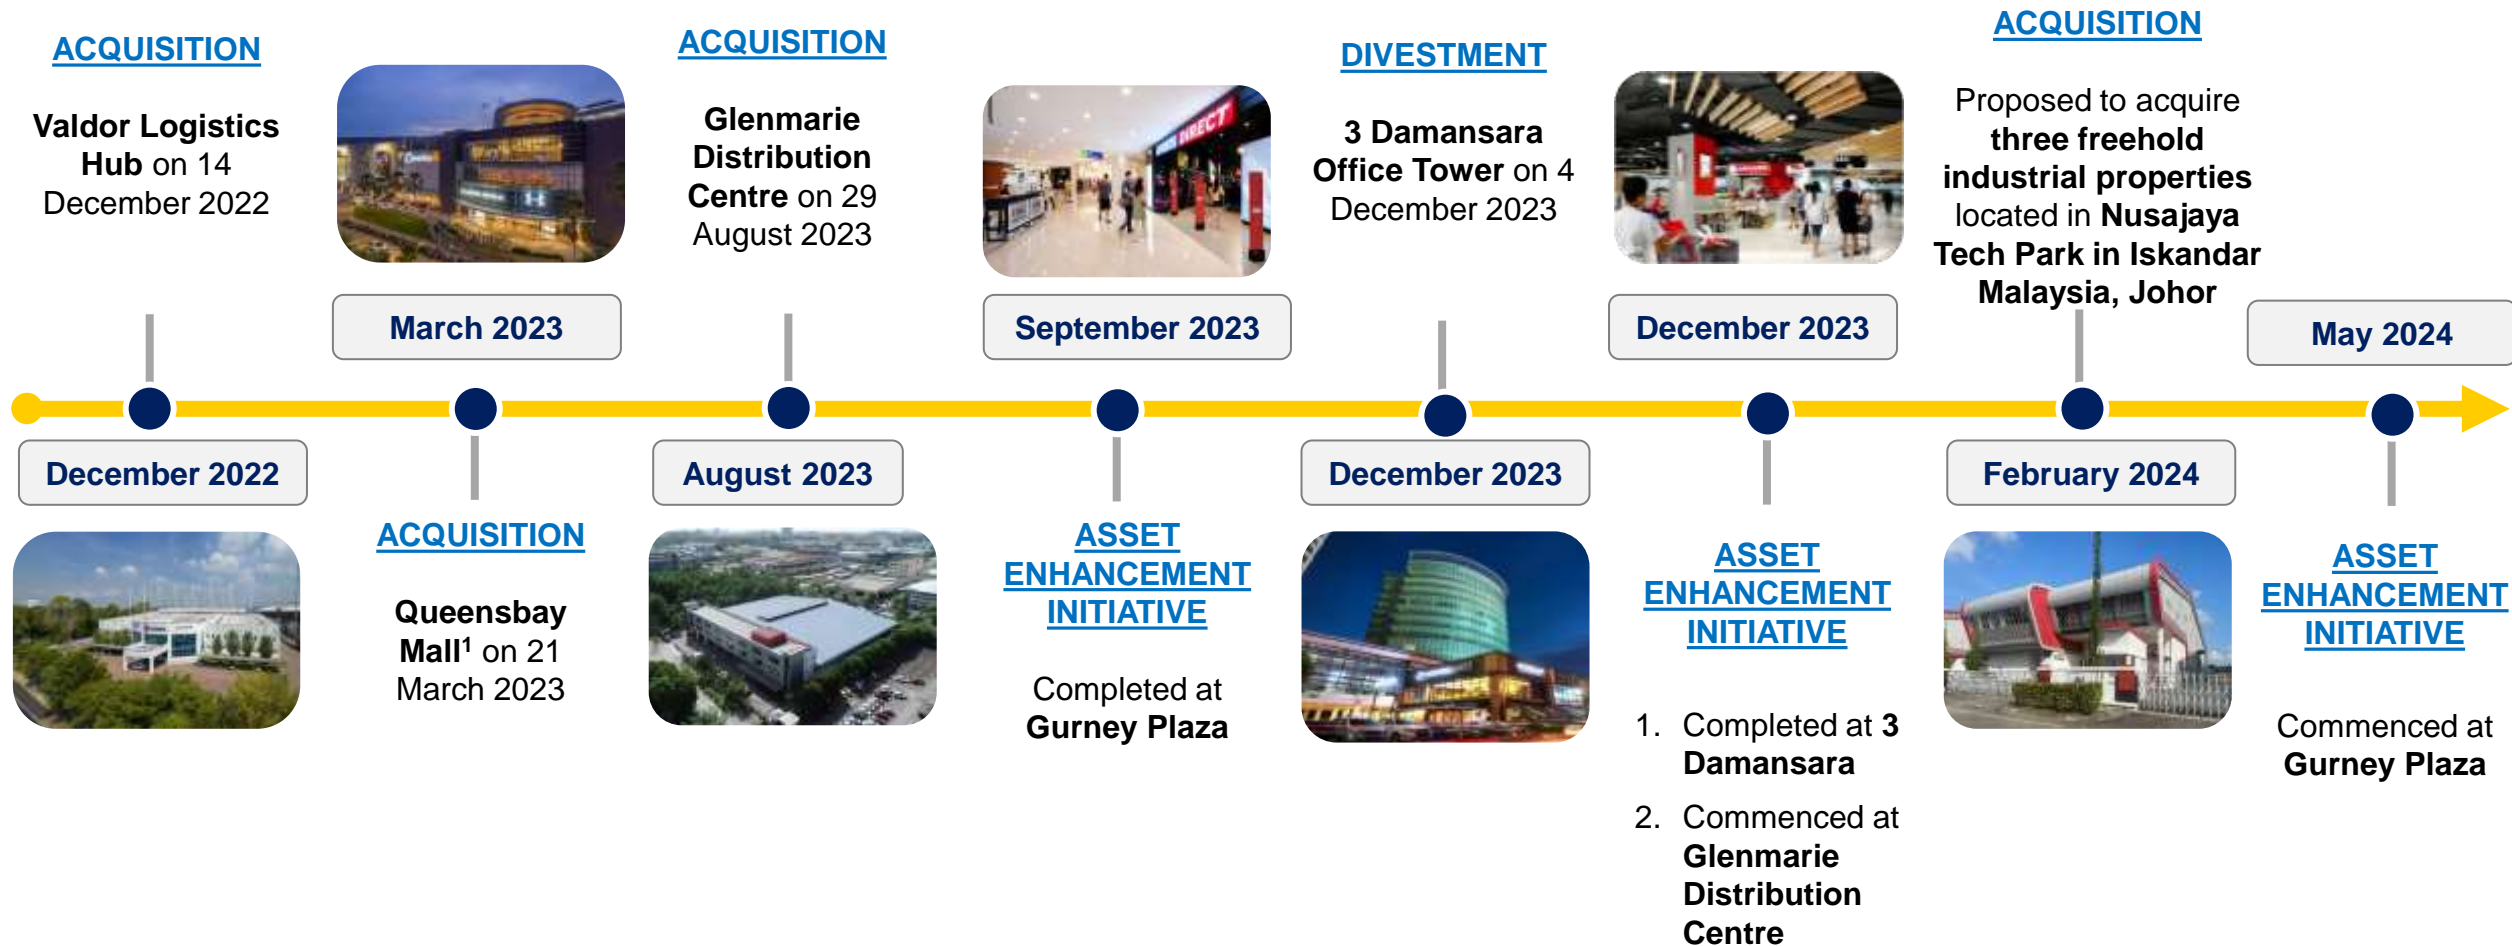 ACQUISITION
Valdor Logistics
Hub on 14
December 2022
December 2022
March 2023
ACQUISITION
Queensbay
Mall¹ on 21
March 2023
ACQUISITION
Glenmarie
Distribution
Centre on 29
August 2023
August 2023
DIRECT
September 2023
ASSET
ENHANCEMENT
INITIATIVE
Completed at
Gurney Plaza
DIVESTMENT
3 Damansara
Office Tower on 4
December 2023
December 2023
December 2023
ASSET
ENHANCEMENT
INITIATIVE
1. Completed at 3
Damansara
2. Commenced at
Glenmarie
Distribution
Centre
ACQUISITION
Proposed to acquire
three freehold
industrial properties
located in Nusajaya
Tech Park in Iskandar
Malaysia, Johor
February 2024
May 2024
ASSET
ENHANCEMENT
INITIATIVE
Commenced at
Gurney Plaza